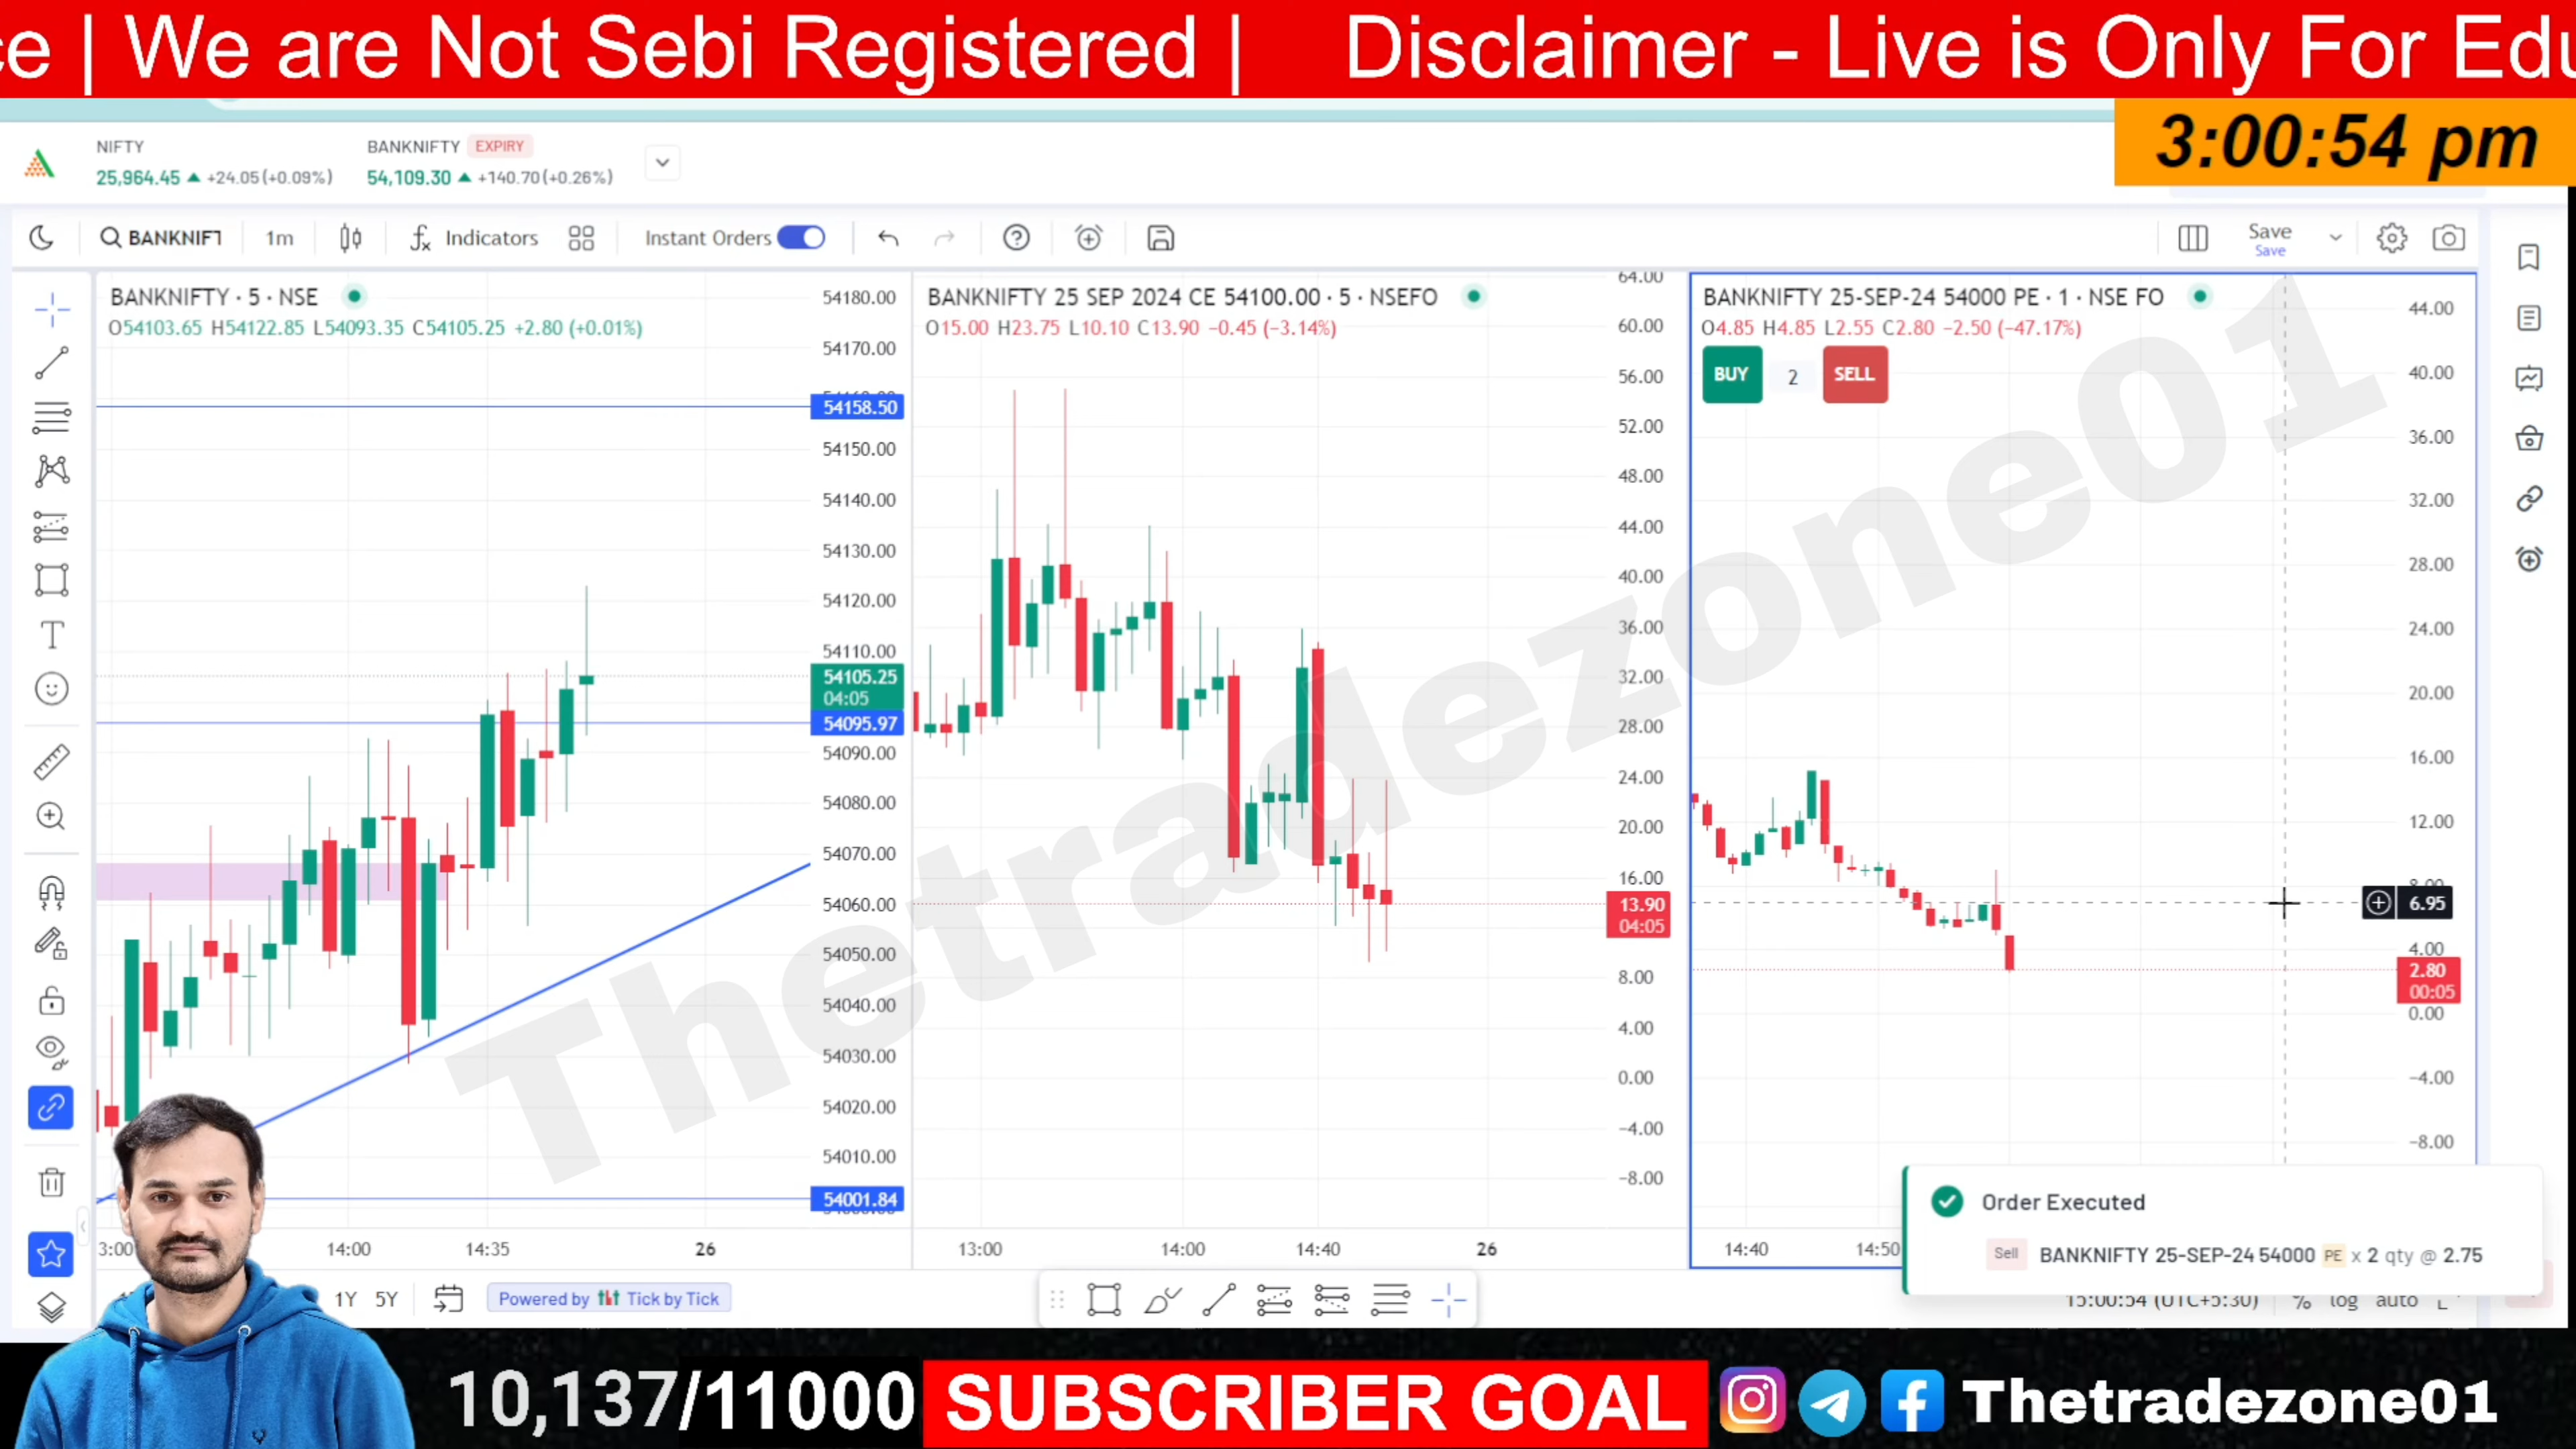 ce | We are Not Sebi Registered | Disclaimer - Live is Only For Edu
3:00:54 pm
NIFTY
25,964.45 ▲ +24.05(+0.09%)
BANKNIFTY EXPIRY
54,109.30 ▲ +140.70(+0.26%)
BANKNIFT 1m Indicators Instant Orders Save
Save
BANKNIFTY · 5 · NSE
O54103.65 H54122.85 L54093.35 C54105.25 +2.80 (+0.01%)
54180.00
54170.00
54158.50
54150.00
54140.00
54130.00
54120.00
54110.00
54105.25
04:05
54095.97
54090.00
54080.00
54070.00
54060.00
54050.00
54040.00
54030.00
54020.00
54010.00
54001.84
3:00 14:00 14:35 26
BANKNIFTY 25 SEP 2024 CE 54100.00 · 5 · NSEFO
O15.00 H23.75 L10.10 C13.90 −0.45 (−3.14%)
64.00
60.00
56.00
52.00
48.00
44.00
40.00
36.00
32.00
28.00
24.00
20.00
16.00
13.90
04:05
8.00
4.00
0.00
−4.00
−8.00
13:00 14:00 14:40 26
BANKNIFTY 25-SEP-24 54000 PE · 1 · NSE FO
O4.85 H4.85 L2.55 C2.80 −2.50 (−47.17%)
BUY 2 SELL
44.00
40.00
36.00
32.00
28.00
24.00
20.00
16.00
12.00
8.00
6.95
4.00
2.80
00:05
0.00
−4.00
−8.00
14:40 14:50
Thetradezone01
Order Executed
Sell BANKNIFTY 25-SEP-24 54000 PE x 2 qty @ 2.75
1Y 5Y Powered by Tick by Tick
15:00:54 (UTC+5:30) % log auto
10,137/11000 SUBSCRIBER GOAL Thetradezone01